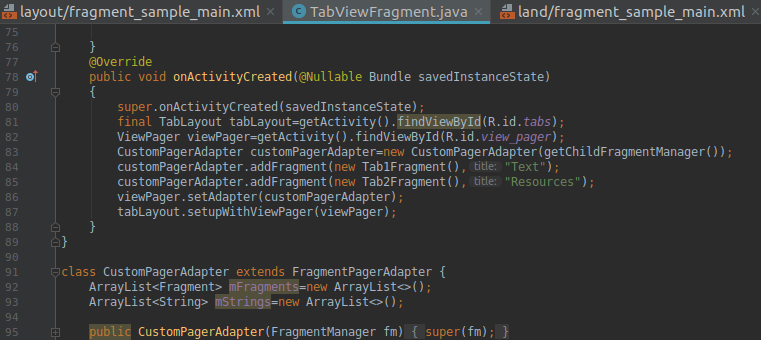 layout/fragment_sample_main.xml × TabViewFragment.java × land/fragment_sample_main.xml ×
75
76 }
77 @Override
78 public void onActivityCreated(@Nullable Bundle savedInstanceState)
79 {
80 super.onActivityCreated(savedInstanceState);
81 final TabLayout tabLayout=getActivity().findViewById(R.id.tabs);
82 ViewPager viewPager=getActivity().findViewById(R.id.view_pager);
83 CustomPagerAdapter customPagerAdapter=new CustomPagerAdapter(getChildFragmentManager());
84 customPagerAdapter.addFragment(new Tab1Fragment(), title: "Text");
85 customPagerAdapter.addFragment(new Tab2Fragment(), title: "Resources");
86 viewPager.setAdapter(customPagerAdapter);
87 tabLayout.setupWithViewPager(viewPager);
88 }
89 }
90
91 class CustomPagerAdapter extends FragmentPagerAdapter {
92 ArrayList<Fragment> mFragments=new ArrayList<>();
93 ArrayList<String> mStrings=new ArrayList<>();
94
95 public CustomPagerAdapter(FragmentManager fm) { super(fm); }